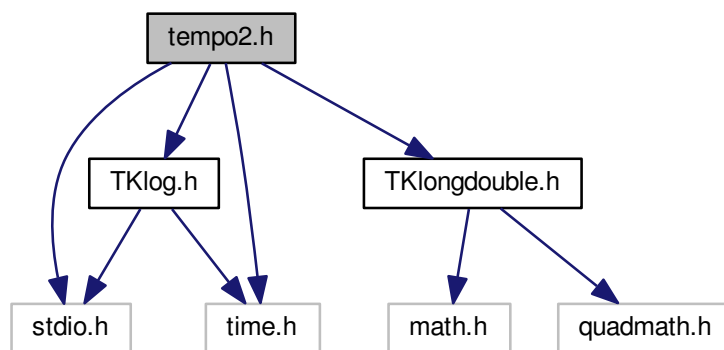 tempo2.h
TKlog.h
TKlongdouble.h
stdio.h
time.h
math.h
quadmath.h